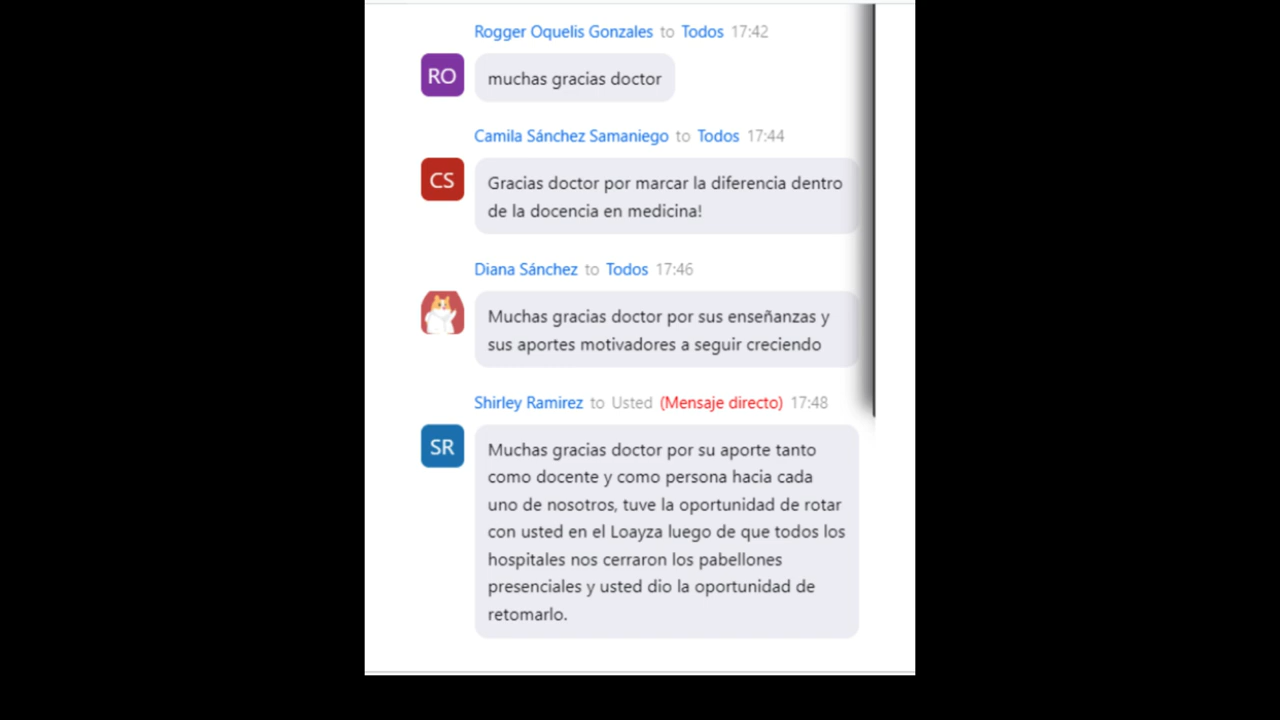 Rogger Oquelis Gonzales to Todos 17:42
RO
muchas gracias doctor
Camila Sánchez Samaniego to Todos 17:44
CS
Gracias doctor por marcar la diferencia dentro
de la docencia en medicina!
Diana Sánchez to Todos 17:46
Muchas gracias doctor por sus enseñanzas y
sus aportes motivadores a seguir creciendo
Shirley Ramirez to Usted (Mensaje directo) 17:48
SR
Muchas gracias doctor por su aporte tanto
como docente y como persona hacia cada
uno de nosotros, tuve la oportunidad de rotar
con usted en el Loayza luego de que todos los
hospitales nos cerraron los pabellones
presenciales y usted dio la oportunidad de
retomarlo.